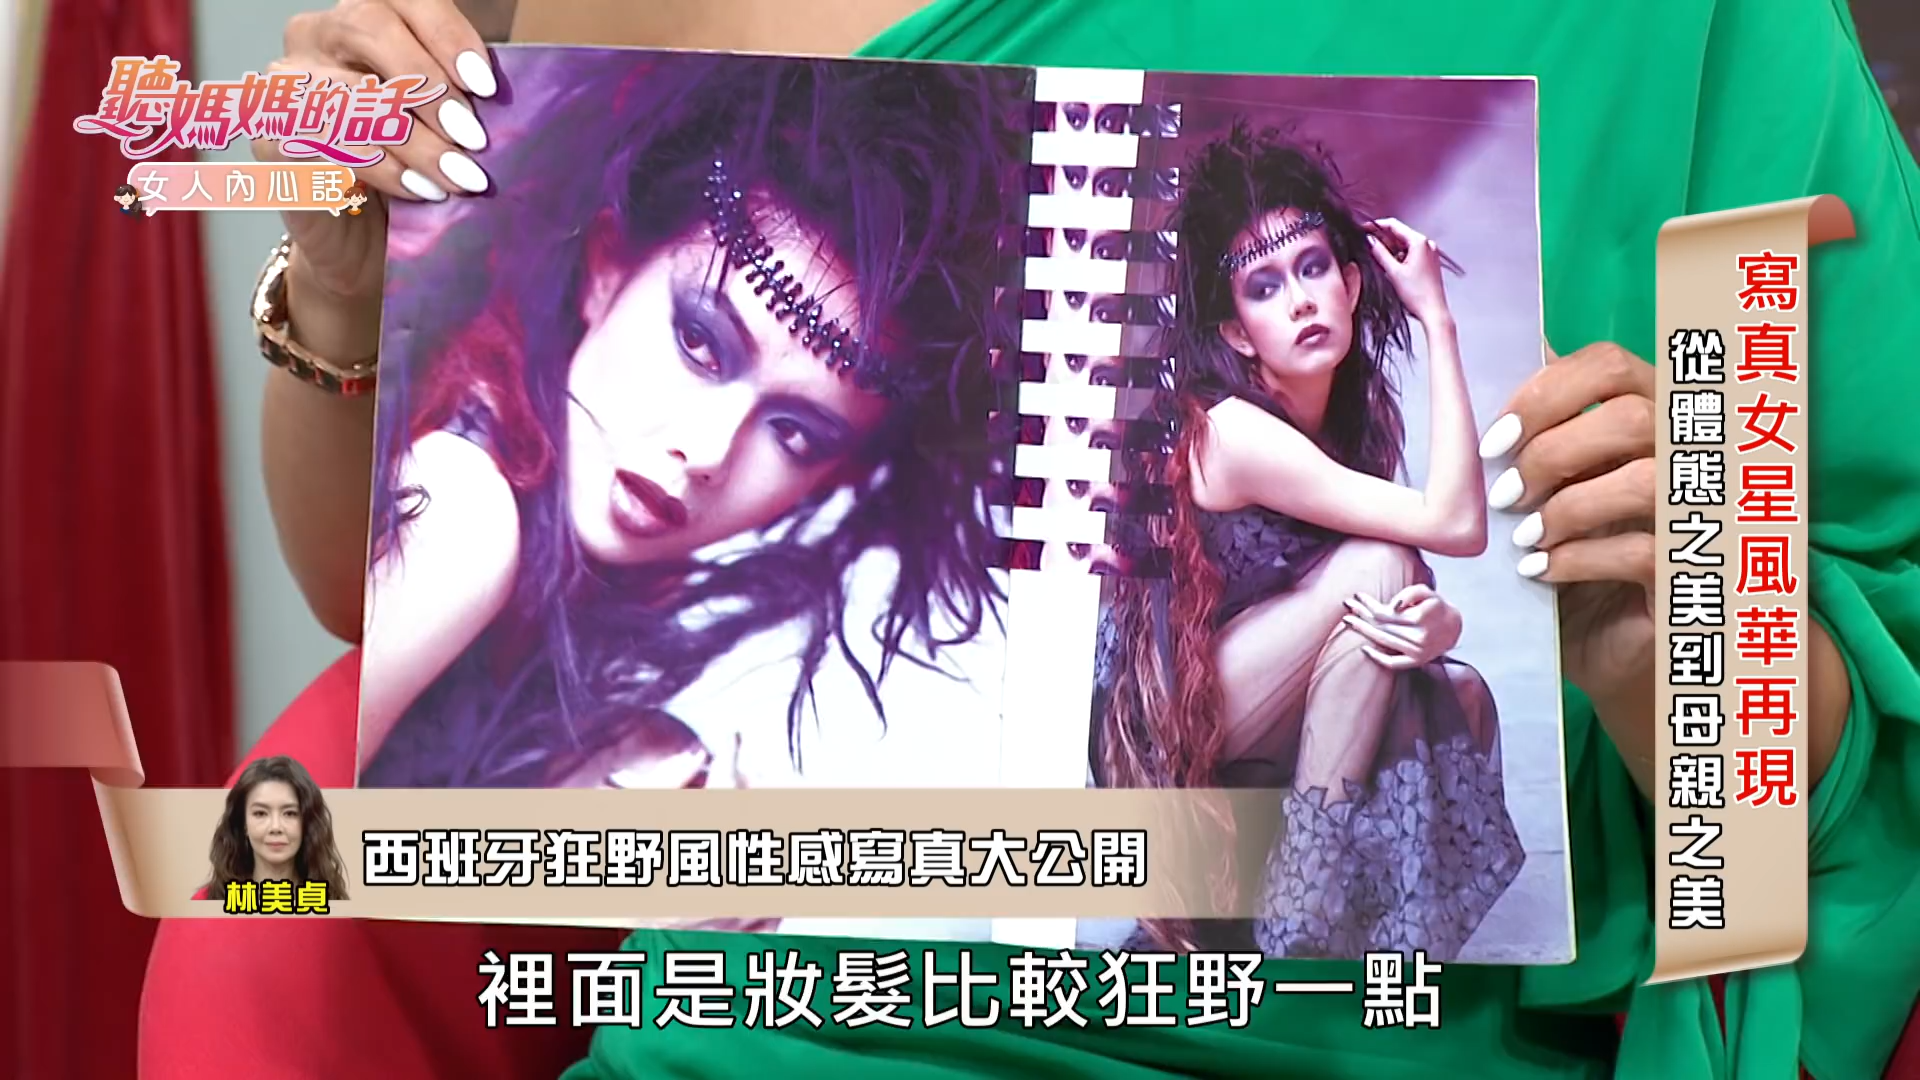 聽媽媽的話
女人內心話
寫真女星風華再現
從體態之美到母親之美
西班牙狂野風性感寫真大公開
林美貞
裡面是妝髮比較狂野一點